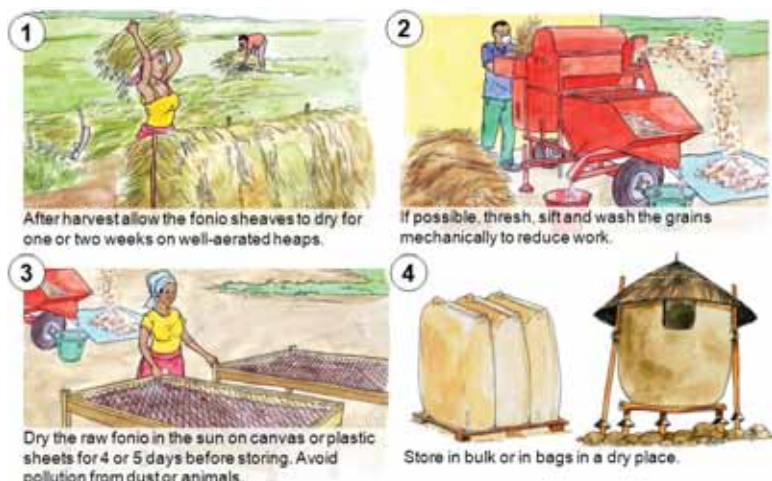 1
After harvest allow the fonio sheaves to dry for
one or two weeks on well-aerated heaps.
2
If possible, thresh, sift and wash the grains
mechanically to reduce work.
3
Dry the raw fonio in the sun on canvas or plastic
sheets for 4 or 5 days before storing. Avoid
pollution from dust or animals.
4
Store in bulk or in bags in a dry place.